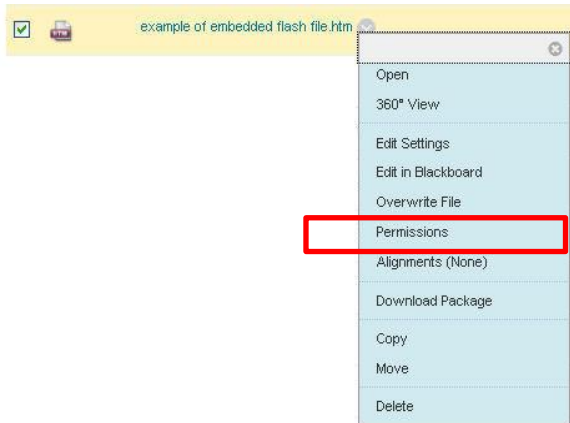 example of embedded flash file.htm
Open
360° View
Edit Settings
Edit in Blackboard
Overwrite File
Permissions
Alignments (None)
Download Package
Copy
Move
Delete